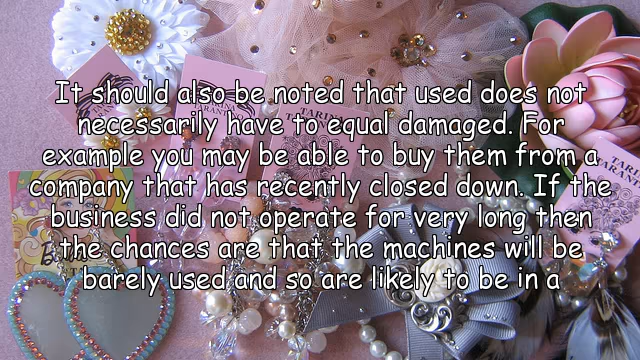 It should also be noted that used does not
necessarily have to equal damaged. For
example you may be able to buy them from a
company that has recently closed down. If the
business did not operate for very long then
the chances are that the machines will be
barely used and so are likely to be in a